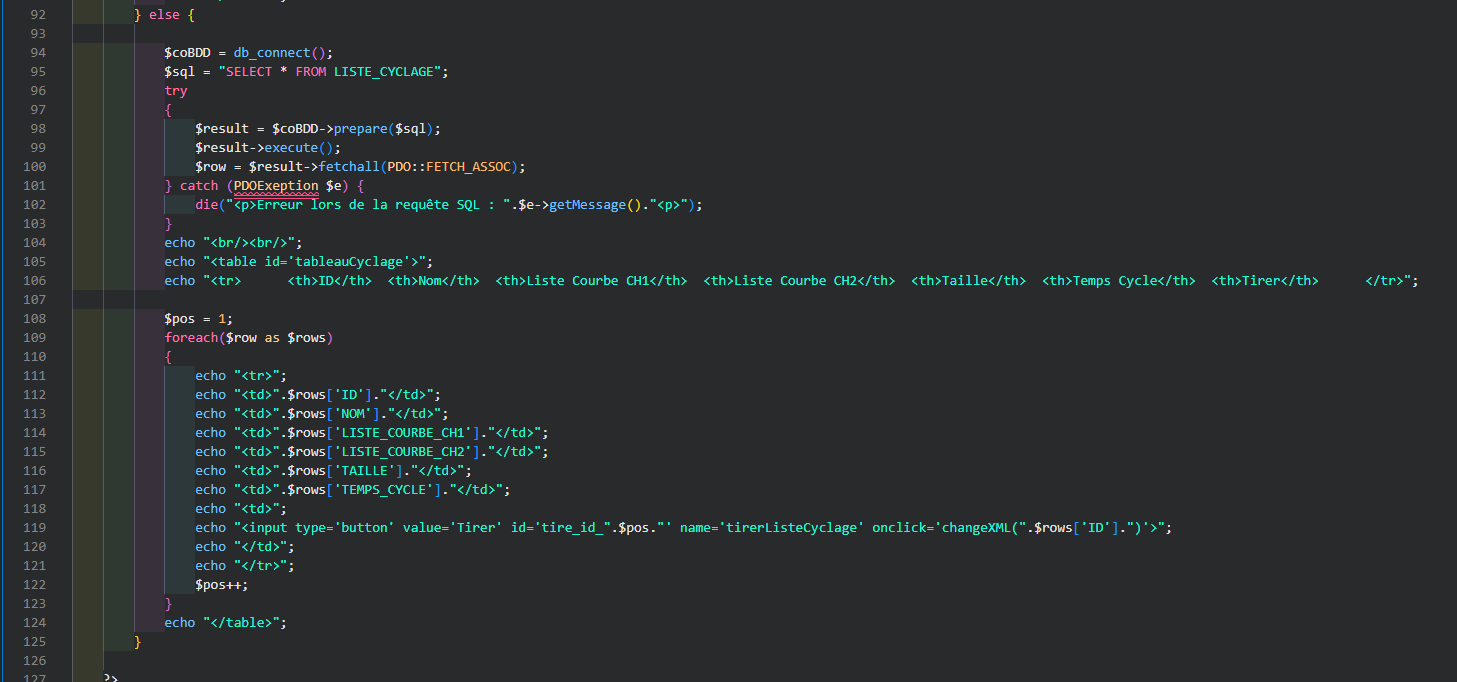 92 } else {
93
94 $coBDD = db_connect();
95 $sql = "SELECT * FROM LISTE_CYCLAGE";
96 try
97 {
98 $result = $coBDD->prepare($sql);
99 $result->execute();
100 $row = $result->fetchall(PDO::FETCH_ASSOC);
101 } catch (PDOExeption $e) {
102 die("<p>Erreur lors de la requête SQL : ".$e->getMessage()."<p>");
103 }
104 echo "<br/><br/>";
105 echo "<table id='tableauCyclage'>";
106 echo "<tr>      <th>ID</th>  <th>Nom</th>  <th>Liste Courbe CH1</th>  <th>Liste Courbe CH2</th>  <th>Taille</th>  <th>Temps Cycle</th>  <th>Tirer</th>      </tr>";
107
108 $pos = 1;
109 foreach($row as $rows)
110 {
111 echo "<tr>";
112 echo "<td>".$rows['ID']."</td>";
113 echo "<td>".$rows['NOM']."</td>";
114 echo "<td>".$rows['LISTE_COURBE_CH1']."</td>";
115 echo "<td>".$rows['LISTE_COURBE_CH2']."</td>";
116 echo "<td>".$rows['TAILLE']."</td>";
117 echo "<td>".$rows['TEMPS_CYCLE']."</td>";
118 echo "<td>";
119 echo "<input type='button' value='Tirer' id='tire_id_".$pos."' name='tirerListeCyclage' onclick='changeXML(".$rows['ID'].")'>";
120 echo "</td>";
121 echo "</tr>";
122 $pos++;
123 }
124 echo "</table>";
125 }
126
127 ?>